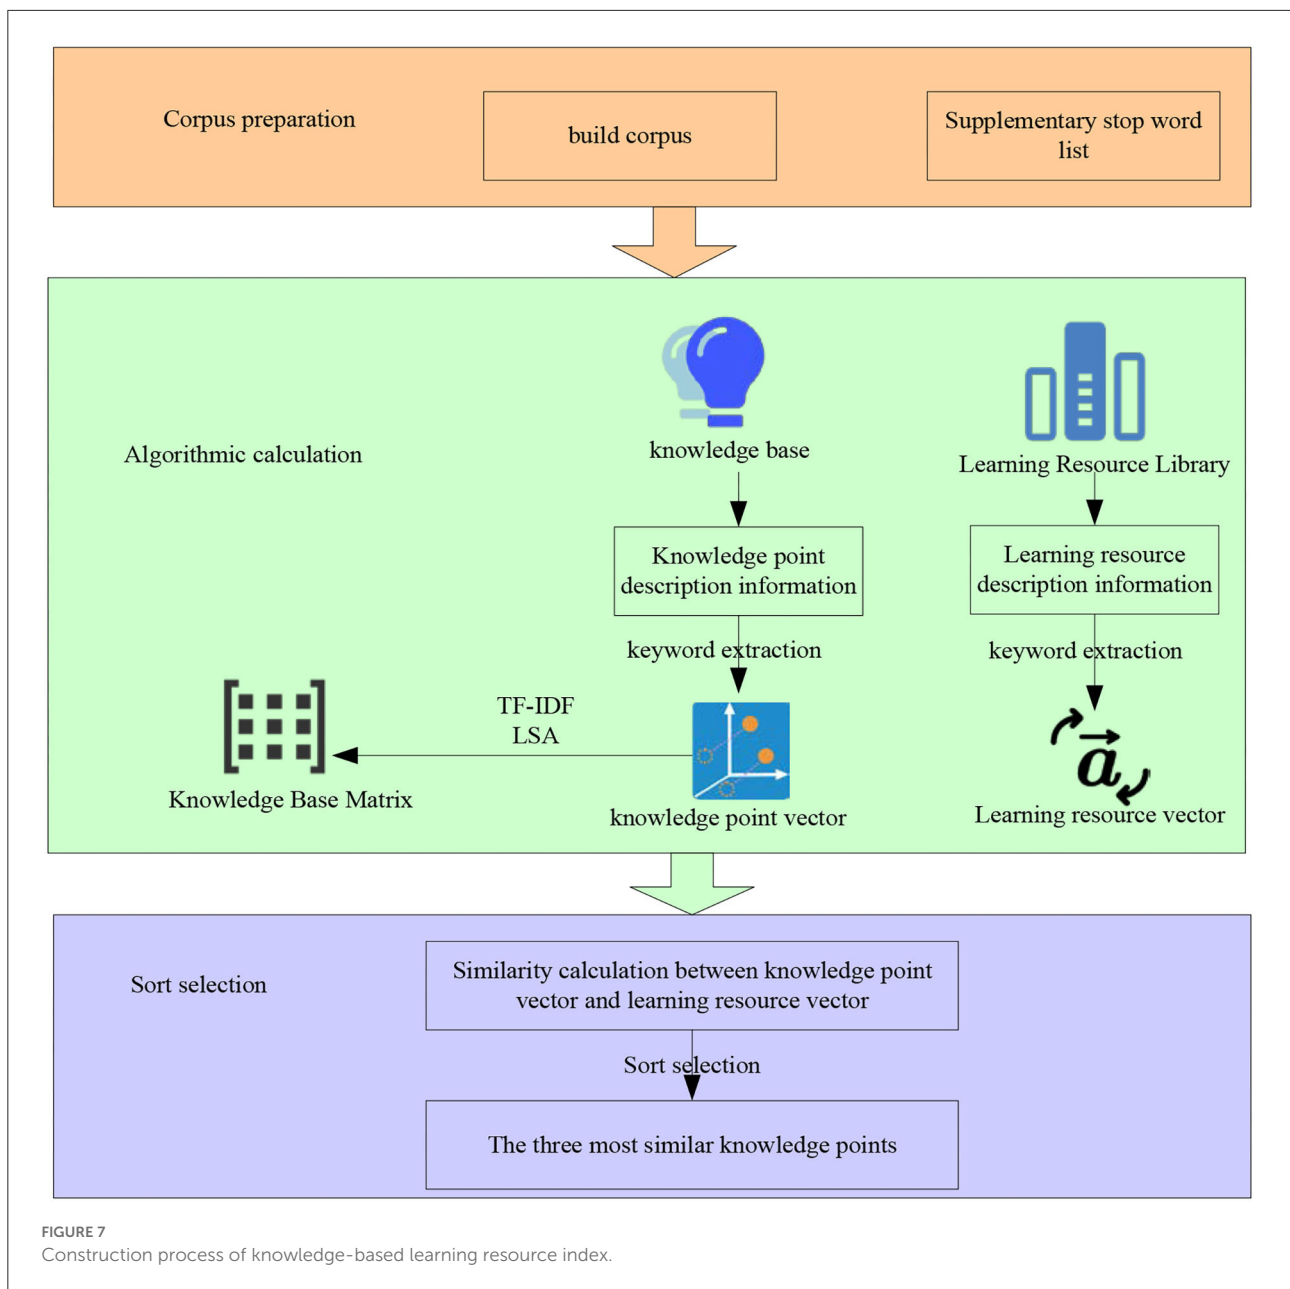 Corpus preparation
build corpus
Supplementary stop word
list
Algorithmic calculation
knowledge base
Learning Resource Library
Knowledge point
description information
Learning resource
description information
keyword extraction
keyword extraction
TF-IDF
LSA
a
Knowledge Base Matrix
knowledge point vector
Learning resource vector
Sort selection
Similarity calculation between knowledge point
vector and learning resource vector
Sort selection
The three most similar knowledge points
FIGURE 7
Construction process of knowledge-based learning resource index.